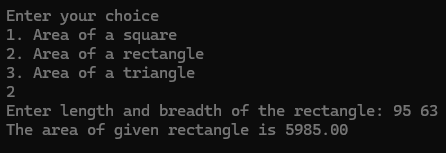 Enter your choice
1. Area of a square
2. Area of a rectangle
3. Area of a triangle
2
Enter length and breadth of the rectangle: 95 63
The area of given rectangle is 5985.00